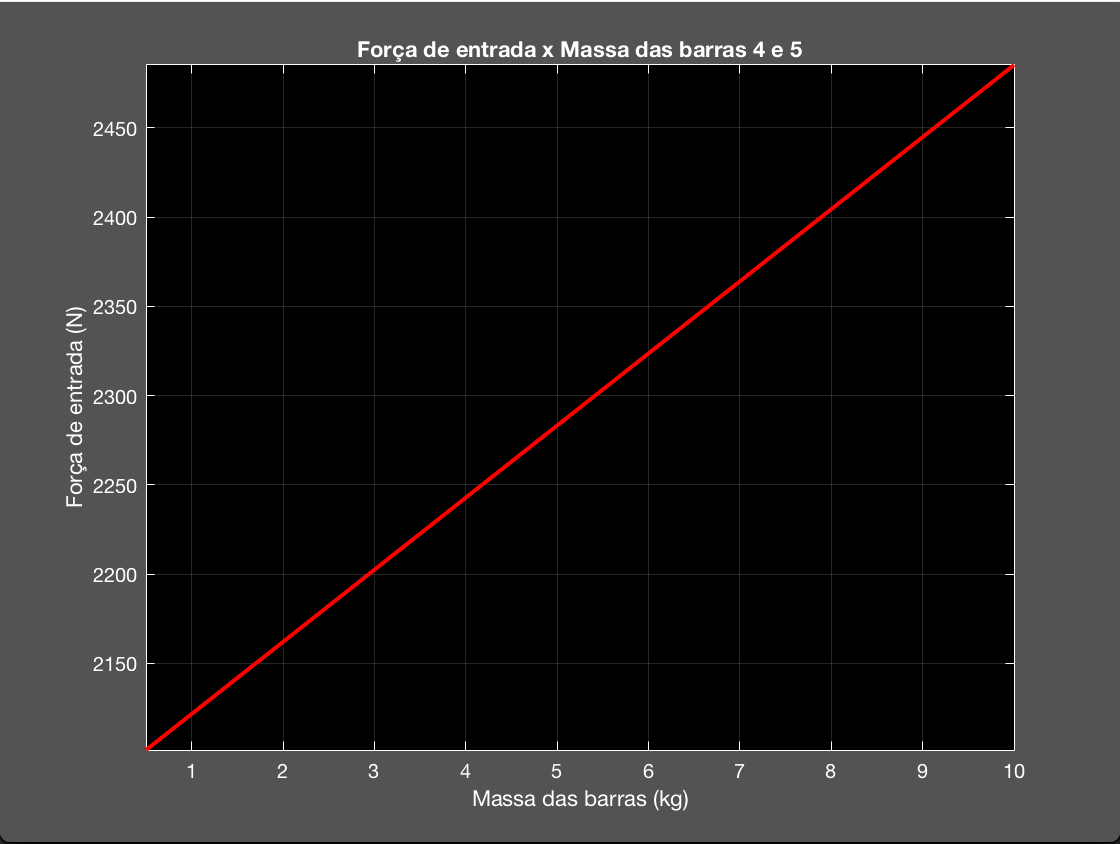 Força de entrada x Massa das barras 4 e 5
2450
2400
2350
2300
2250
2200
2150
Força de entrada (N)
1 2 3 4 5 6 7 8 9 10
Massa das barras (kg)